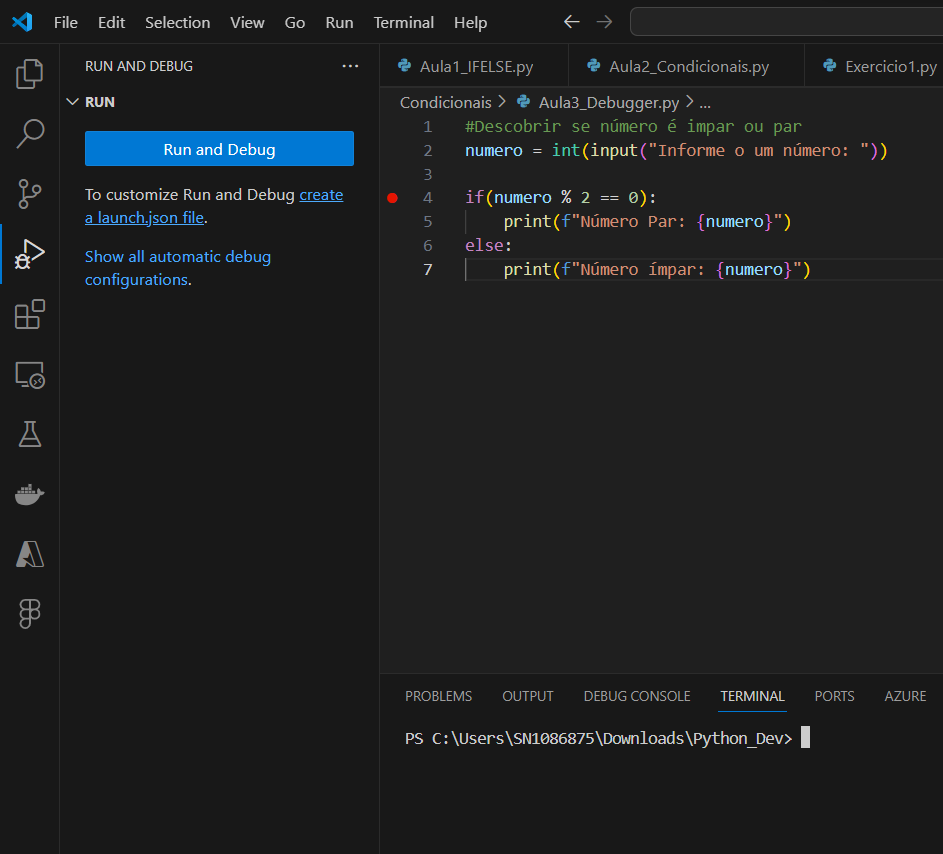 File Edit Selection View Go Run Terminal Help
RUN AND DEBUG ...
RUN
Run and Debug
To customize Run and Debug create
a launch.json file.
Show all automatic debug
configurations.
Aula1_IFELSE.py Aula2_Condicionais.py Exercicio1.py
Condicionais > Aula3_Debugger.py > ...
1 #Descobrir se número é impar ou par
2 numero = int(input("Informe o um número: "))
3
4 if(numero % 2 == 0):
5 print(f"Número Par: {numero}")
6 else:
7 print(f"Número ímpar: {numero}")
PROBLEMS OUTPUT DEBUG CONSOLE TERMINAL PORTS AZURE
PS C:\Users\SN1086875\Downloads\Python_Dev>